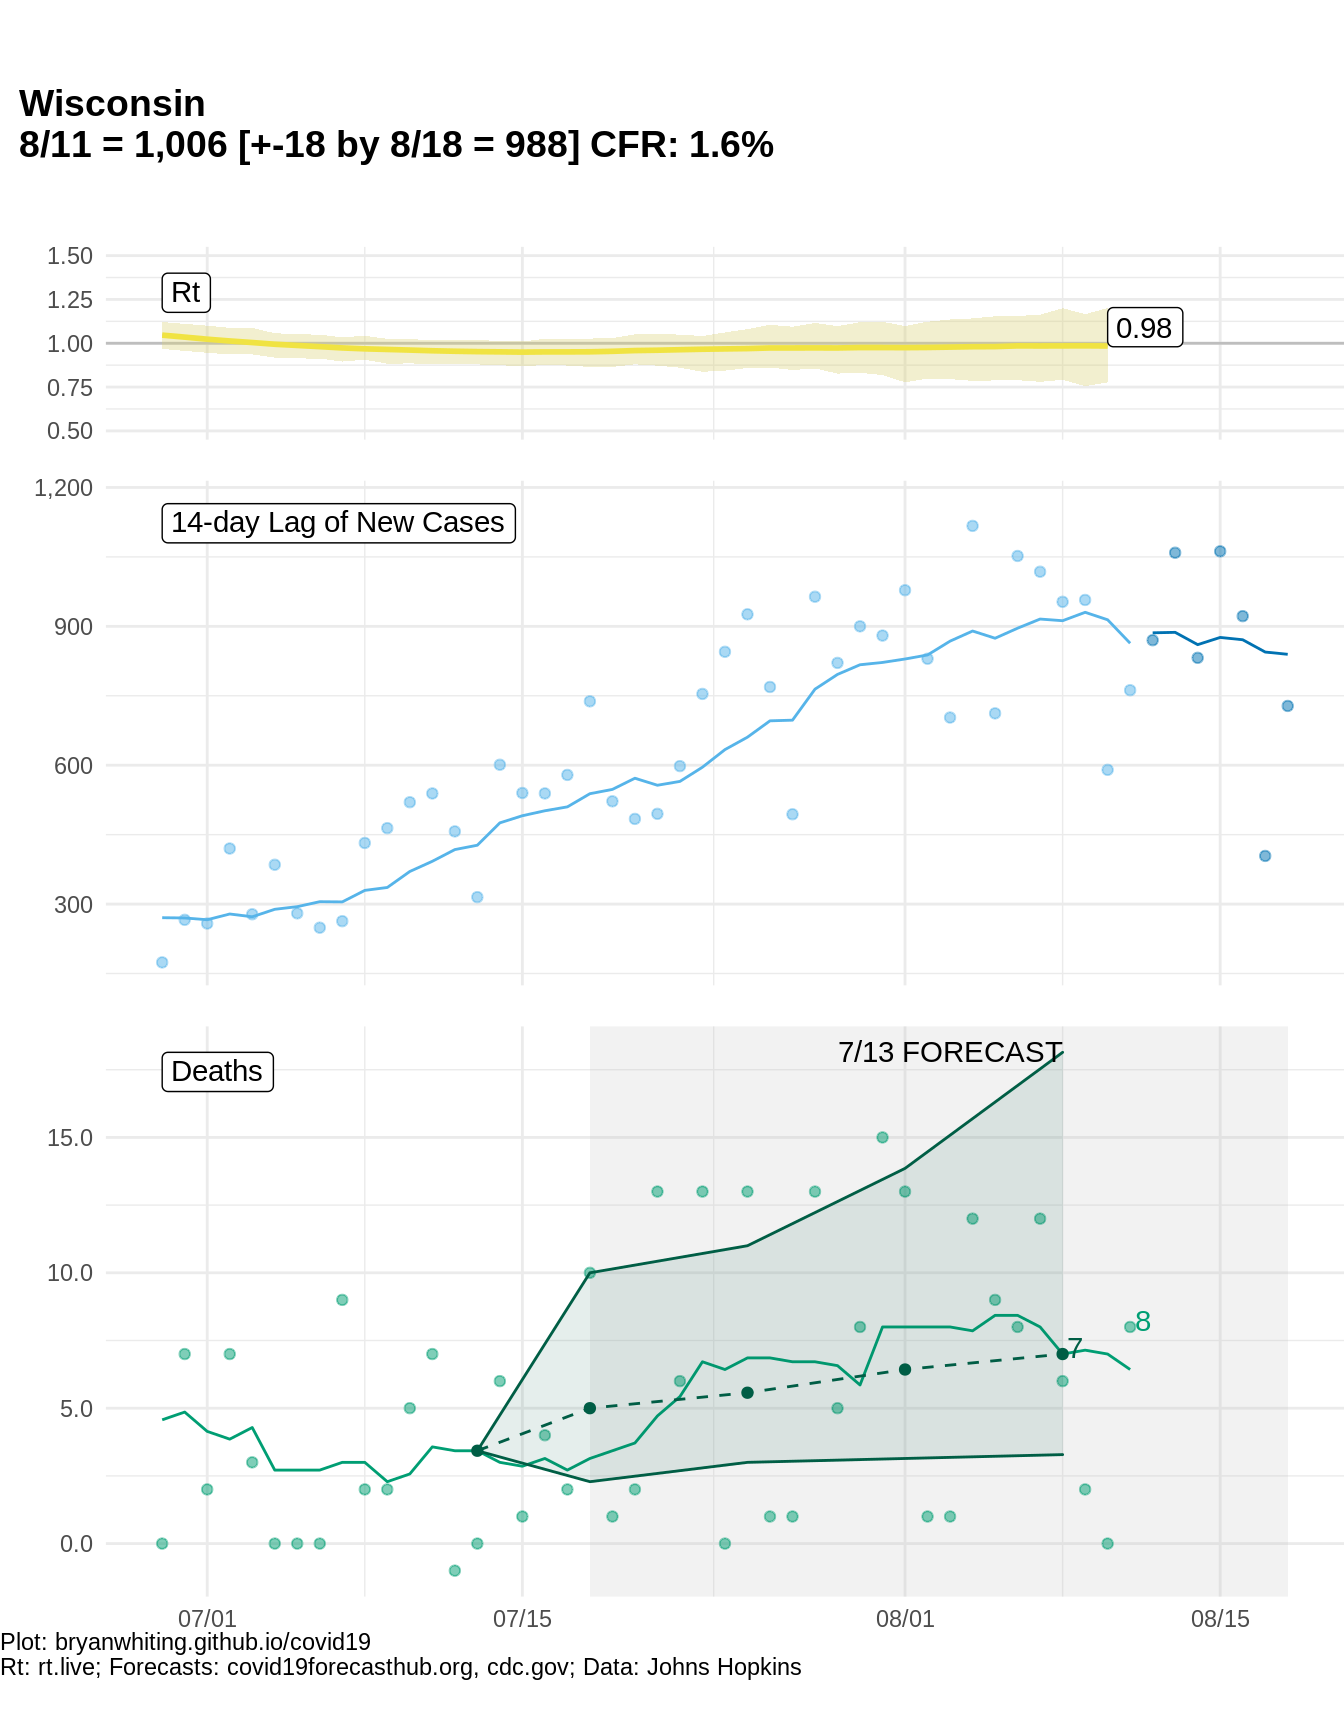 Wisconsin
8/11 = 1,006 [+-18 by 8/18 = 988] CFR: 1.6%
1.50
1.25
1.00
0.75
0.50
Rt
0.98
1,200
900
600
300
14-day Lag of New Cases
7/13 FORECAST
Deaths
15.0
10.0
5.0
0.0
8
7
07/01
07/15
08/01
08/15
Plot: bryanwhiting.github.io/covid19
Rt: rt.live; Forecasts: covid19forecasthub.org, cdc.gov; Data: Johns Hopkins